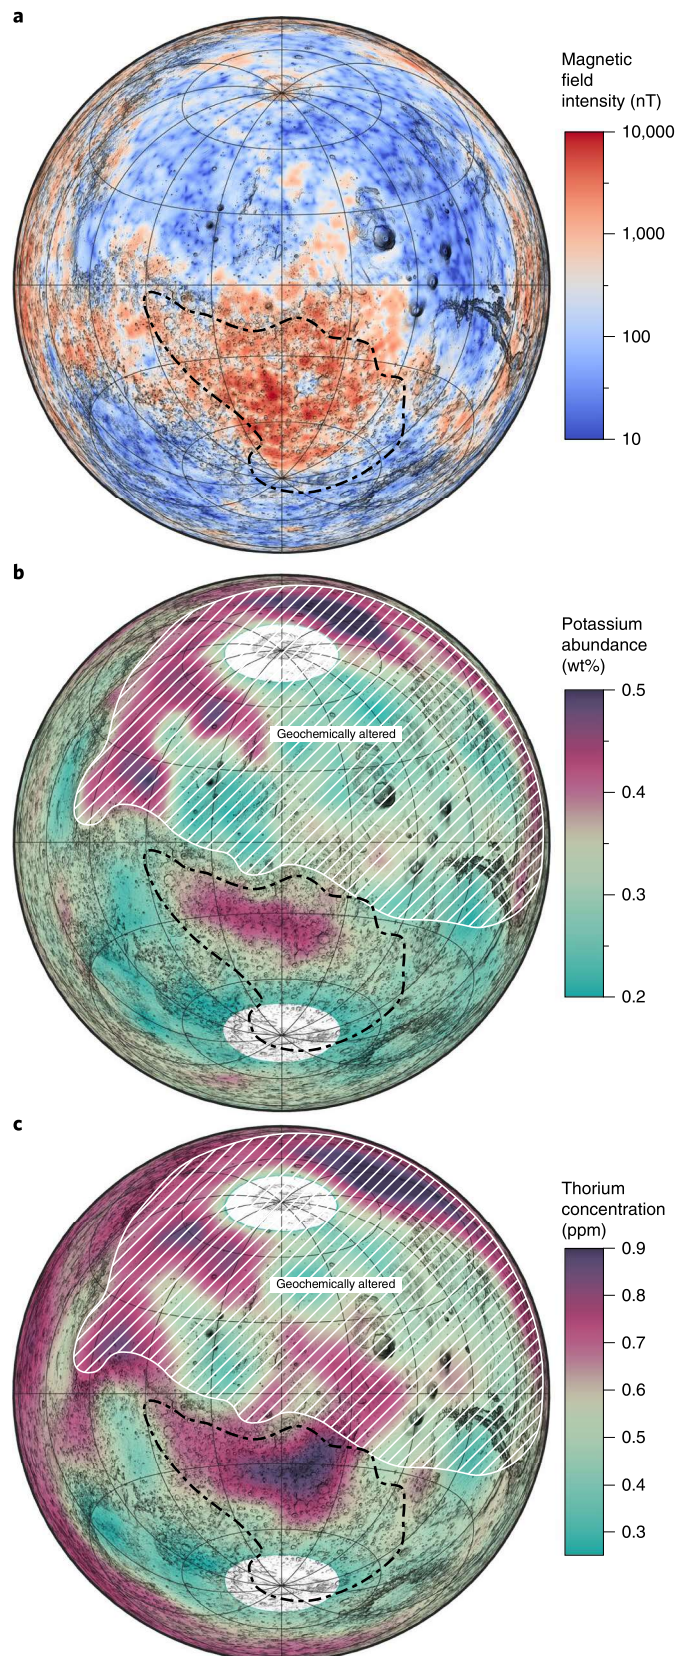 a
Magnetic
field
intensity (nT)
10,000
1,000
100
10
b
Potassium
abundance
(wt%)
0.5
0.4
0.3
0.2
Geochemically altered
c
Thorium
concentration
(ppm)
0.9
0.8
0.7
0.6
0.5
0.4
0.3
Geochemically altered